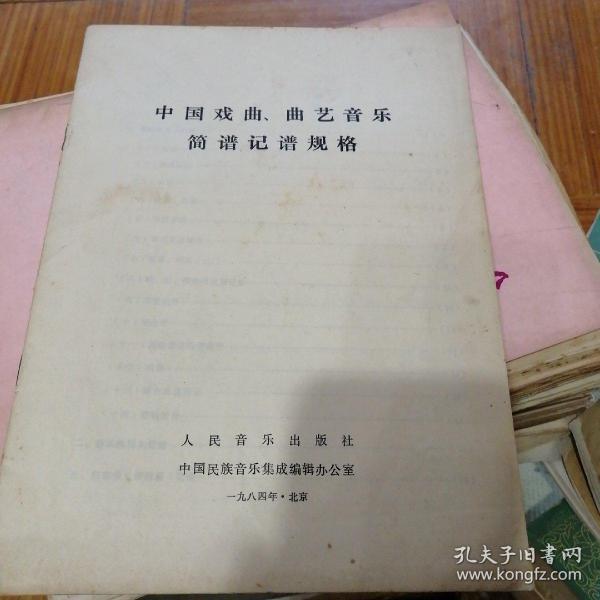 中国戏曲、曲艺音乐
简谱记谱规格
人民音乐出版社
中国民族音乐集成编辑办公室
一九八四年·北京
孔夫子旧书网
www.kongfz.com